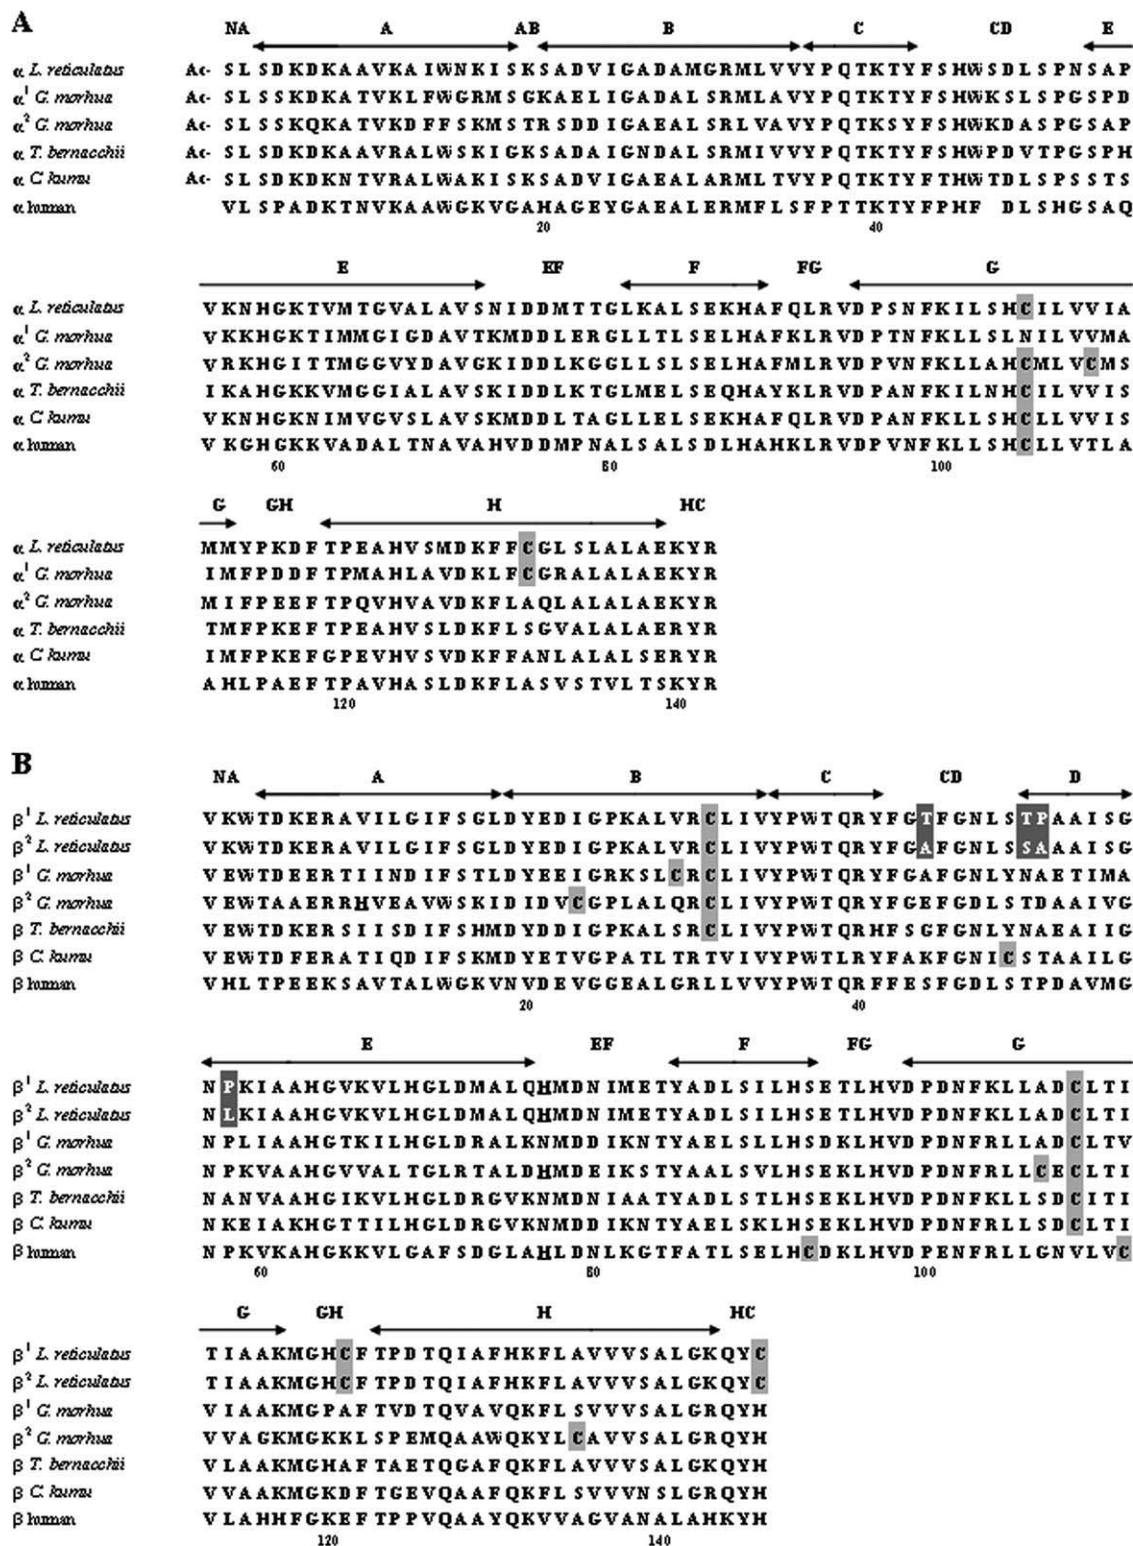 A
NA A AB B C CD E
α L. reticulatus Ac- SLSDKDKAAVKAIWNKISKSADVIGADAMGRMLVVYPQTKTYFSHWSDLSPNSAP
α1 G. morhua Ac- SLSSKDKATVKLFWGRMSGKAELIGADALSRMLAVYPQTKTYFSHWKSLSPGSPD
α2 G. morhua Ac- SLSSKQKATVKDFFSKMSTRSDDIGAEALSRLVAVYPQTKSYFSHWKDASPGSAP
α T. bernacchii Ac- SLSDKDKAAVRALWSKIGKSADAIGNDALSRMIVVYPQTKTYFSHWPDVTPGSPH
α C. kumu Ac- SLSDKDKNTVRALWAKISKSADVIGAEALARMLTVYPQTKTYFTHWTDLSPSSTS
α human VLSPADKTNVKAAWGKVGAHAGEYGAEALERMFLSFPTTKTYFPHF DLSHGSAQ
20 40
E EF F FG G
α L. reticulatus VKNHGKTVMTGVALAVSNIDDMTTGLKALSEKHAFQLRVDPSNFKILSHCILVVIA
α1 G. morhua VKKHGKTIMMGIGDAVTKMDDLERGLLTLSELHAFKLRVDPTNFKLLSLNILVVMA
α2 G. morhua VRKHGITTMGGVYDAVGKIDDLKGGLLSLSELHAFMLRVDPVNFKLLAHCMLVCMS
α T. bernacchii IKAHGKKVMGGIALAVSKIDDLKTGLMELSEQHAYKLRVDPANFKILNHCILVVIS
α C. kumu VKNHGKNIMVGVSLAVSKMDDLTAGLLELSEKHAFQLRVDPANFKLLSHCLLVVIS
α human VKGHGKKVADALTNAVAHVDDMPNALSALSDLHAHKLRVDPVNFKLLSHCLLVTLA
60 80 100
G GH H HC
α L. reticulatus MMYPKDFTPEAHVSMDKFFCGLSLALAEKYR
α1 G. morhua IMFPDDFTPMAHLAVDKLFCGRALALAEKYR
α2 G. morhua MIFPEEFTPQVHVAVDKFLAQLALALAEKYR
α T. bernacchii TMFPKEFTPEAHVSLDKFLSGVALALAERYR
α C. kumu IMFPKEFGPEVHVSVDKFFANLALALSERYR
α human AHLPAEFTPAVHASLDKFLASVSTVLTSKYR
120 140
B
NA A B C CD D
β1 L. reticulatus VKWTDKERAVILGIFSGLDYEDIGPKALVRCLIVYPWTQRYFGTFGNLSTPAAISG
β2 L. reticulatus VKWTDKERAVIFGIFSGLDYEDIGPKALVRCLIVYPWTQRYFGAFGNLSSAAAISG
β1 G. morhua VEWTDEERTIINDIFSTLDYEEIGRKSLCRCLIVYPWTQRYFGAFGNLYNAETIMA
β2 G. morhua VEWTAAERRHVEAVWSKIDIDVCGPLALQRCLIVYPWTQRYFGEFGDLSTDAAIVG
β T. bernacchii VEWTDKERSIISDIFSHMDYDDIGPKALSRCLIVYPWTQRHFSGFGNLYNAEAIIG
β C. kumu VEWTDFERATIQDIFSKMDYETVGPATLTRTVIVYPWTLRYFAKFGNICSTAAILG
β human VHLTPEEKSAVTALWGKVNVDEVGGEALGRLLVVYPWTQRFFESFGDLSTPDAVMG
20 40
E EF F FG G
β1 L. reticulatus NPKIAAHGVKVLHGLDMALQHMDNIMETYADLSILHSETLHVDPDNFKLLADCLTI
β2 L. reticulatus NLKIAAHGVKVLHGLDMALQHMDNIMETYADLSILHSETLHVDPDNFKLLADCLTI
β1 G. morhua NPLIAAHGTKILHGLDRALKNMDDIKNTYAELSLLHSDKLHVDPDNFRLLADCLTV
β2 G. morhua NPKVAAHGVVALTGLRTALDHMDEIKSTYAALSVLHSEKLHVDPDNFRLLCECLTI
β T. bernacchii NANVAAHGIKVLHGLDRGVKNMDNIAATYADLSTLHSEKLHVDPDNFKLLSDCITI
β C. kumu NKEIAKHGTTILHGLDRGVKNMDDIKNTYAELSKLHSEKLHVDPDNFRLLSDCLTI
β human NPKVKAHGKKVLGAFSDGLAHLDNLKGTFATLSELHCDKLHVDPENFRLLGNVLVC
60 80 100
G GH H HC
β1 L. reticulatus TIAAKMGHCFTPDTQIAFHKFLAVVVSALGKQYC
β2 L. reticulatus TIAAKMGHCFTPDTQIAFHKFLAVVVSALGKQYC
β1 G. morhua VIAAKMGPAFTVDTQVAVQKFLSVVVSALGRQYH
β2 G. morhua VVAGKMGKKLSPEMQAAWQKYLCAVVSALGRQYH
β T. bernacchii VLAAKMGHAFTAETQGAFQKFLAVVVSALGKQYH
β C. kumu VVAAKMGKDFTGEVQAAFQKFLSVVVNSLGRQYH
β human VLAHHFGKEFTPPVQAAYQKVVAGVANALAHKYH
120 140